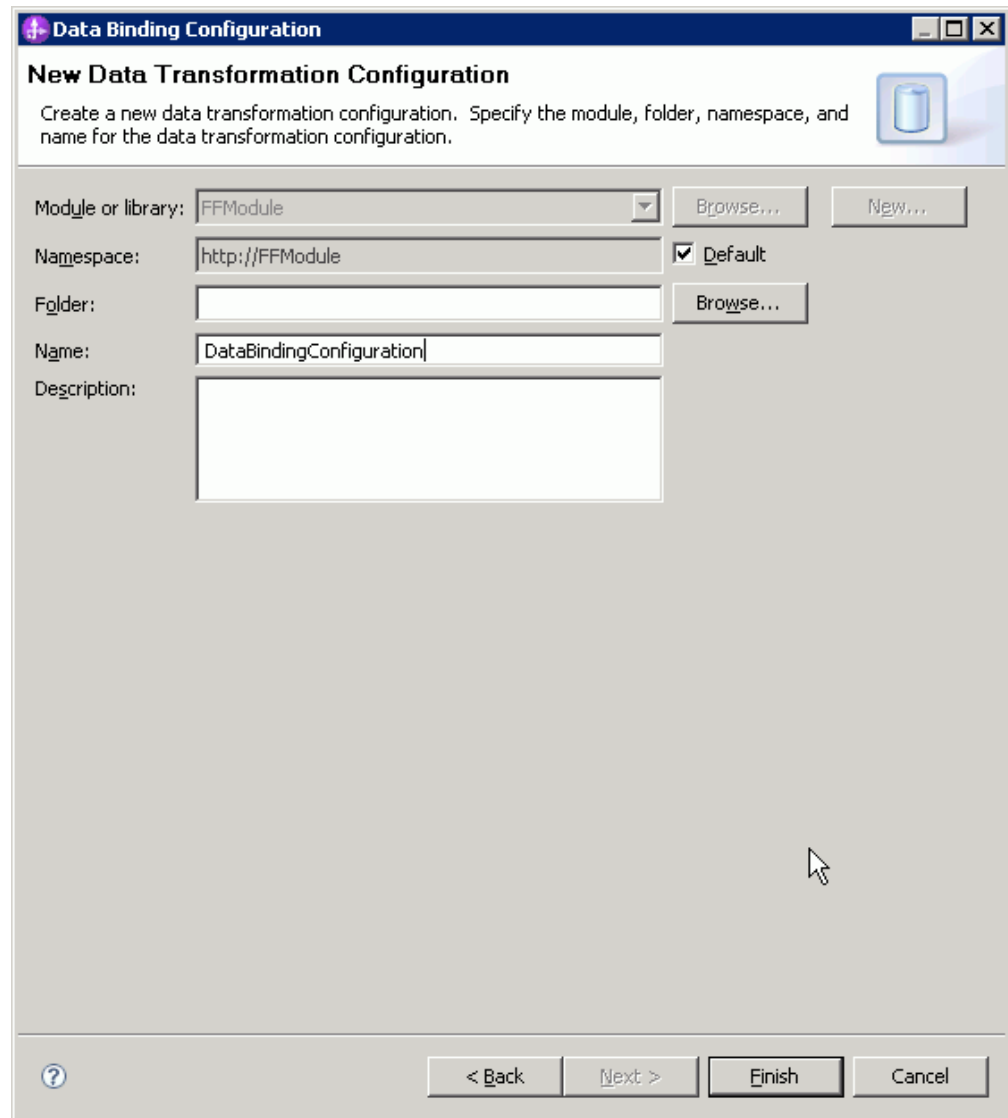 Data Binding Configuration
New Data Transformation Configuration
Create a new data transformation configuration. Specify the module, folder, namespace, and
name for the data transformation configuration.
Module or library: FFModule Browse... New...
Namespace: http://FFModule Default
Folder: Browse...
Name: DataBindingConfiguration
Description:
< Back Next > Finish Cancel